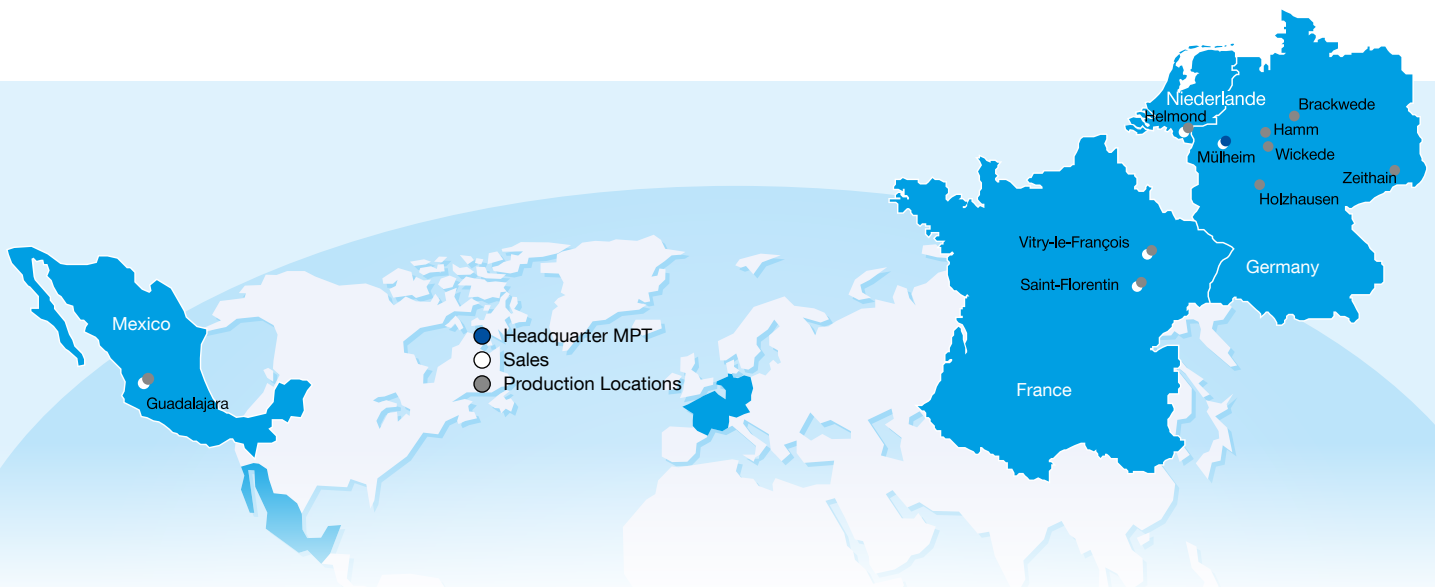 Niederlande
Helmond
Brackwede
Hamm
Mülheim
Wickede
Zeithain
Holzhausen
Vitry-le-François
Saint-Florentin
Germany
France
Mexico
Guadalajara
Headquarter MPT
Sales
Production Locations